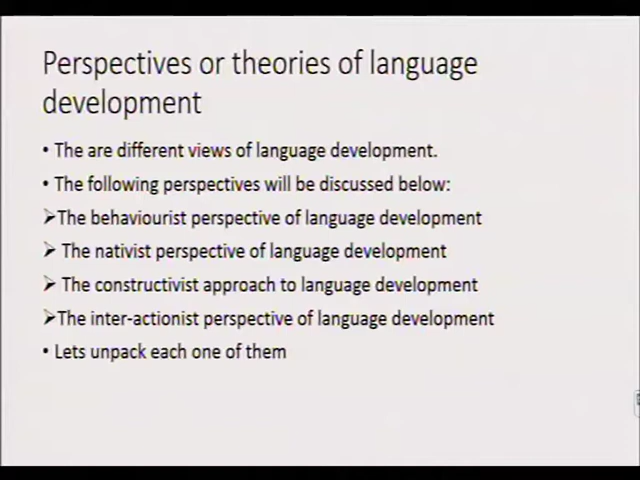 Perspectives or theories of language
development
• The are different views of language development.
• The following perspectives will be discussed below:
➢The behaviourist perspective of language development
➢ The nativist perspective of language development
➢ The constructivist approach to language development
➢The inter-actionist perspective of language development
• Lets unpack each one of them